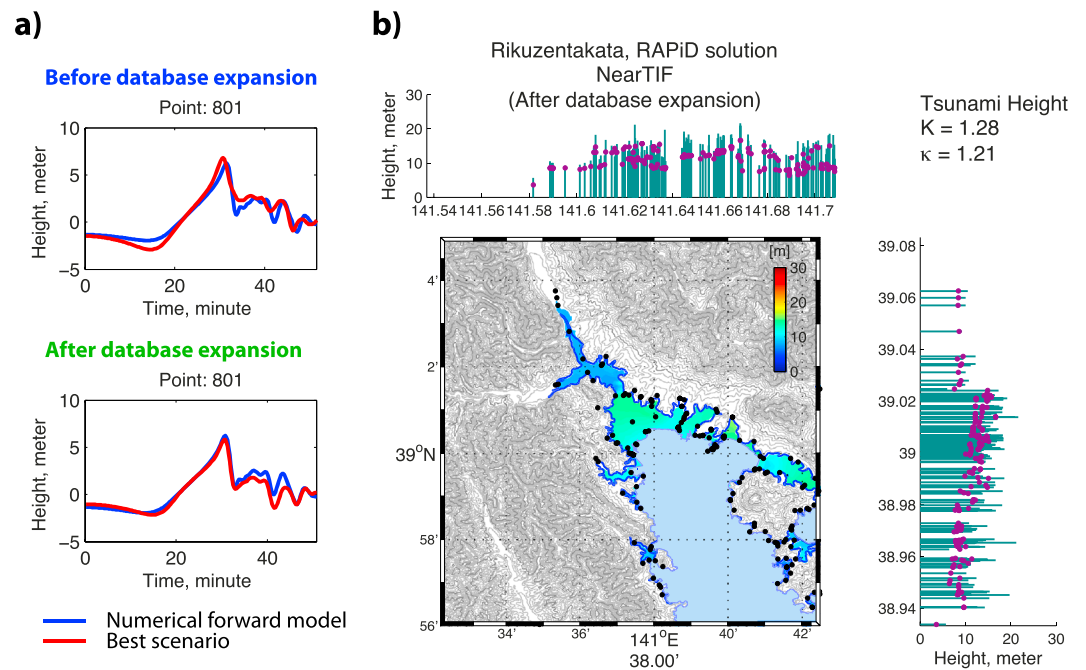 a)
Before database expansion
Point: 801
10
5
0
−5
0
20
40
Height, meter
Time, minute
After database expansion
Point: 801
10
5
0
−5
0
20
40
Height, meter
Time, minute
Numerical forward model
Best scenario
b)
Rikuzentakata, RAPiD solution
NearTIF
(After database expansion)
30
20
10
0
Height, meter
141.54 141.56 141.58 141.6 141.62 141.64 141.66 141.68 141.7
Tsunami Height
K = 1.28
κ = 1.21
[m]
30
20
10
0
4'
2'
39°N
58'
56'
34'
36'
141°E
38.00'
40'
42'
39.08
39.06
39.04
39.02
39
38.98
38.96
38.94
0
10
20
30
Height, meter